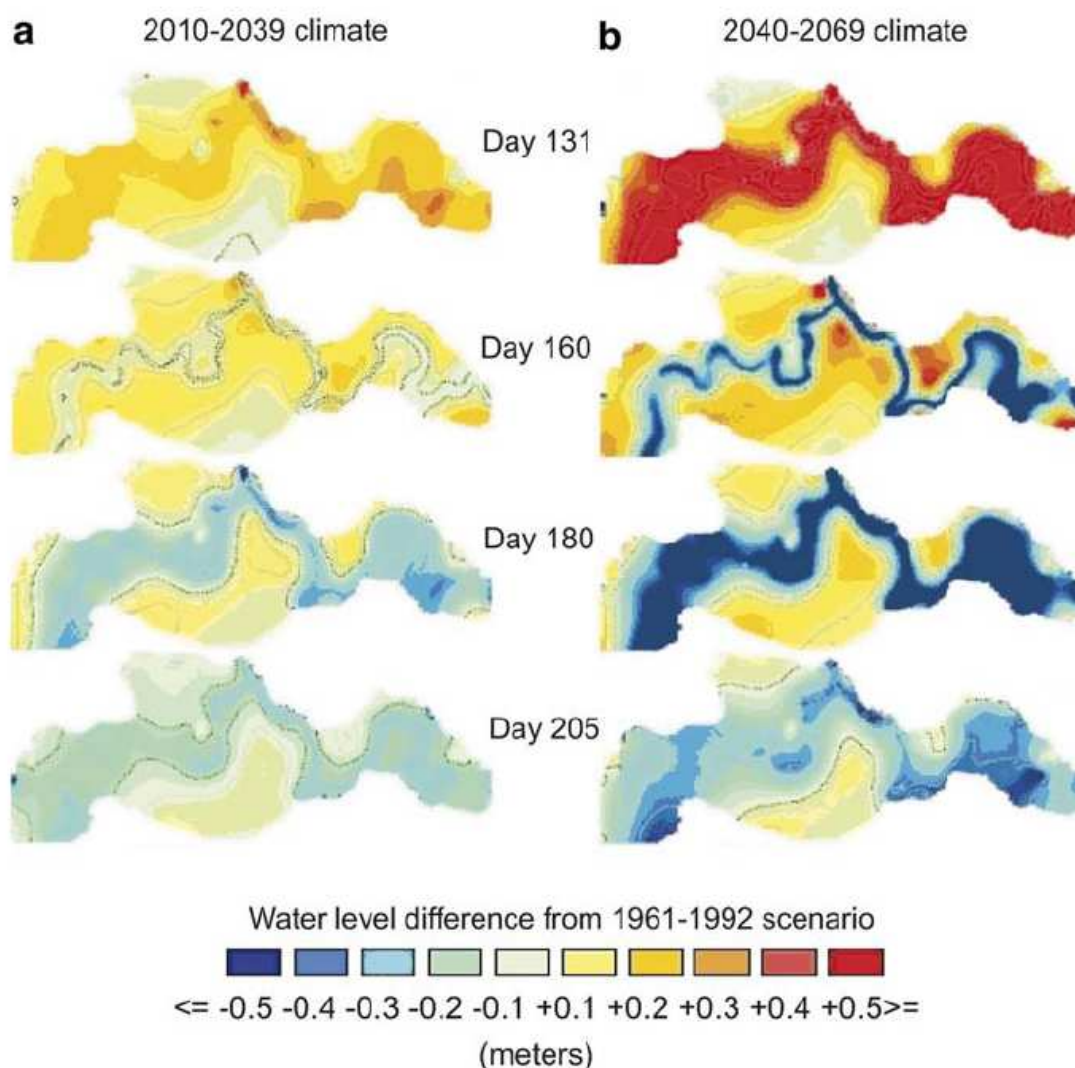 a 2010-2039 climate b 2040-2069 climate
Day 131
Day 160
Day 180
Day 205
Water level difference from 1961-1992 scenario
<= -0.5 -0.4 -0.3 -0.2 -0.1 +0.1 +0.2 +0.3 +0.4 +0.5>=
(meters)